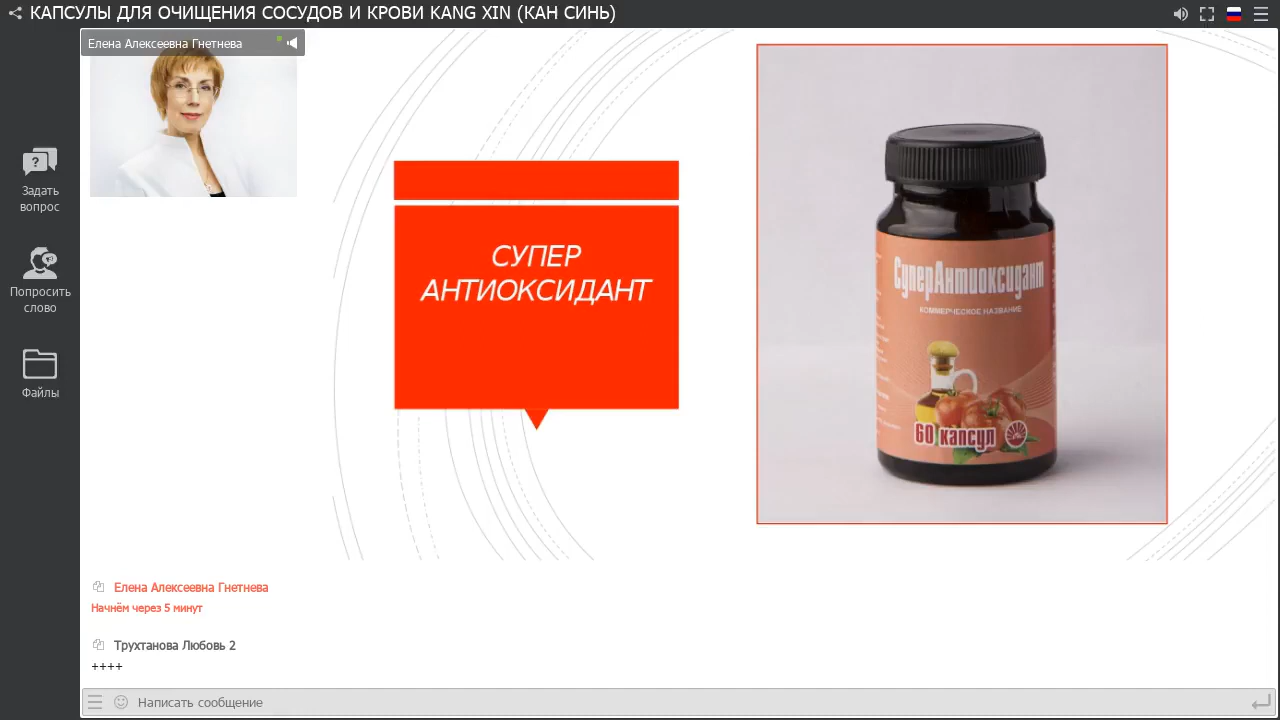 КАПСУЛЫ ДЛЯ ОЧИЩЕНИЯ СОСУДОВ И КРОВИ KANG XIN (КАН СИНЬ)
Елена Алексеевна Гнетнева
Задать
вопрос
Попросить
слово
Файлы
СУПЕР
АНТИОКСИДАНТ
СуперАнтиоксидант
КОММЕРЧЕСКОЕ НАЗВАНИЕ
60 капсул
Елена Алексеевна Гнетнева
Начнём через 5 минут
Трухтанова Любовь 2
++++
Написать сообщение